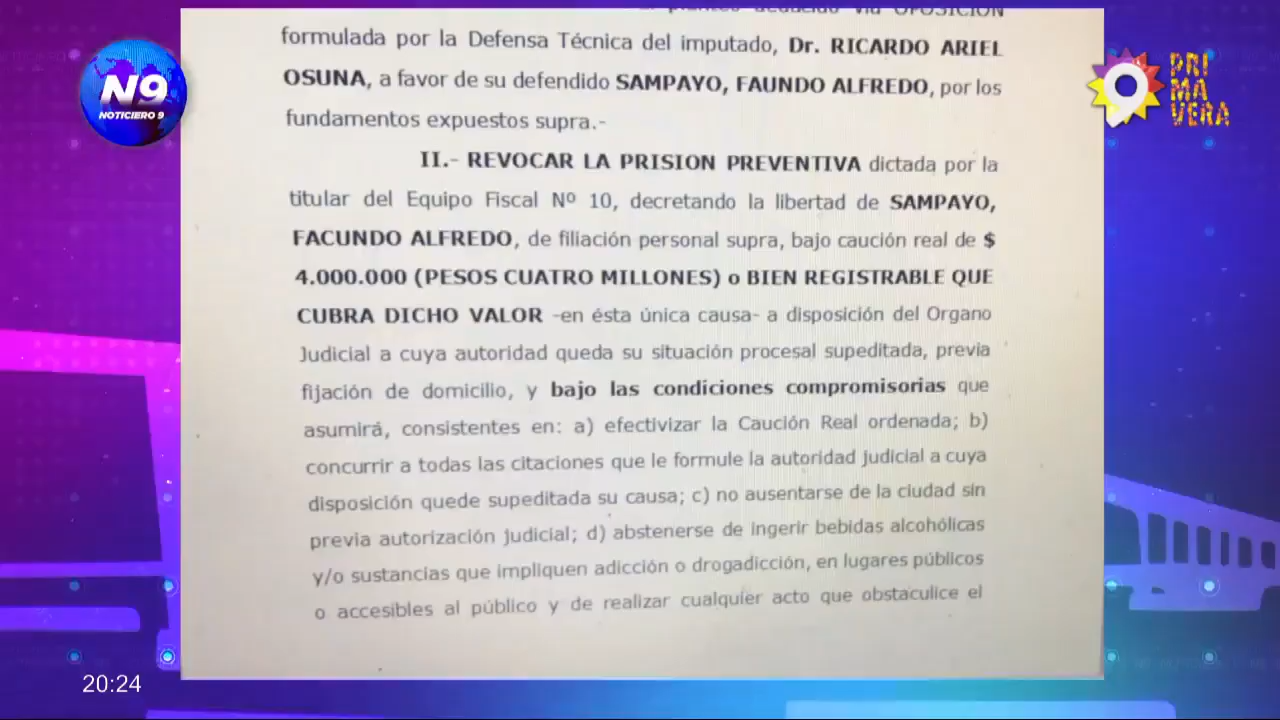 planteo deducido vía OPOSICION
formulada por la Defensa Técnica del imputado, Dr. RICARDO ARIEL
OSUNA, a favor de su defendido SAMPAYO, FAUNDO ALFREDO, por los
fundamentos expuestos supra.-
II.- REVOCAR LA PRISION PREVENTIVA dictada por la
titular del Equipo Fiscal Nº 10, decretando la libertad de SAMPAYO,
FACUNDO ALFREDO, de filiación personal supra, bajo caución real de $
4.000.000 (PESOS CUATRO MILLONES) o BIEN REGISTRABLE QUE
CUBRA DICHO VALOR -en ésta única causa- a disposición del Organo
Judicial a cuya autoridad queda su situación procesal supeditada, previa
fijación de domicilio, y bajo las condiciones compromisorias que
asumirá, consistentes en: a) efectivizar la Caución Real ordenada; b)
concurrir a todas las citaciones que le formule la autoridad judicial a cuya
disposición quede supeditada su causa; c) no ausentarse de la ciudad sin
previa autorización judicial; d) abstenerse de ingerir bebidas alcohólicas
y/o sustancias que impliquen adicción o drogadicción, en lugares públicos
o accesibles al público y de realizar cualquier acto que obstaculice el
N9
NOTICIERO 9
PRI
MA
VERA
20:24